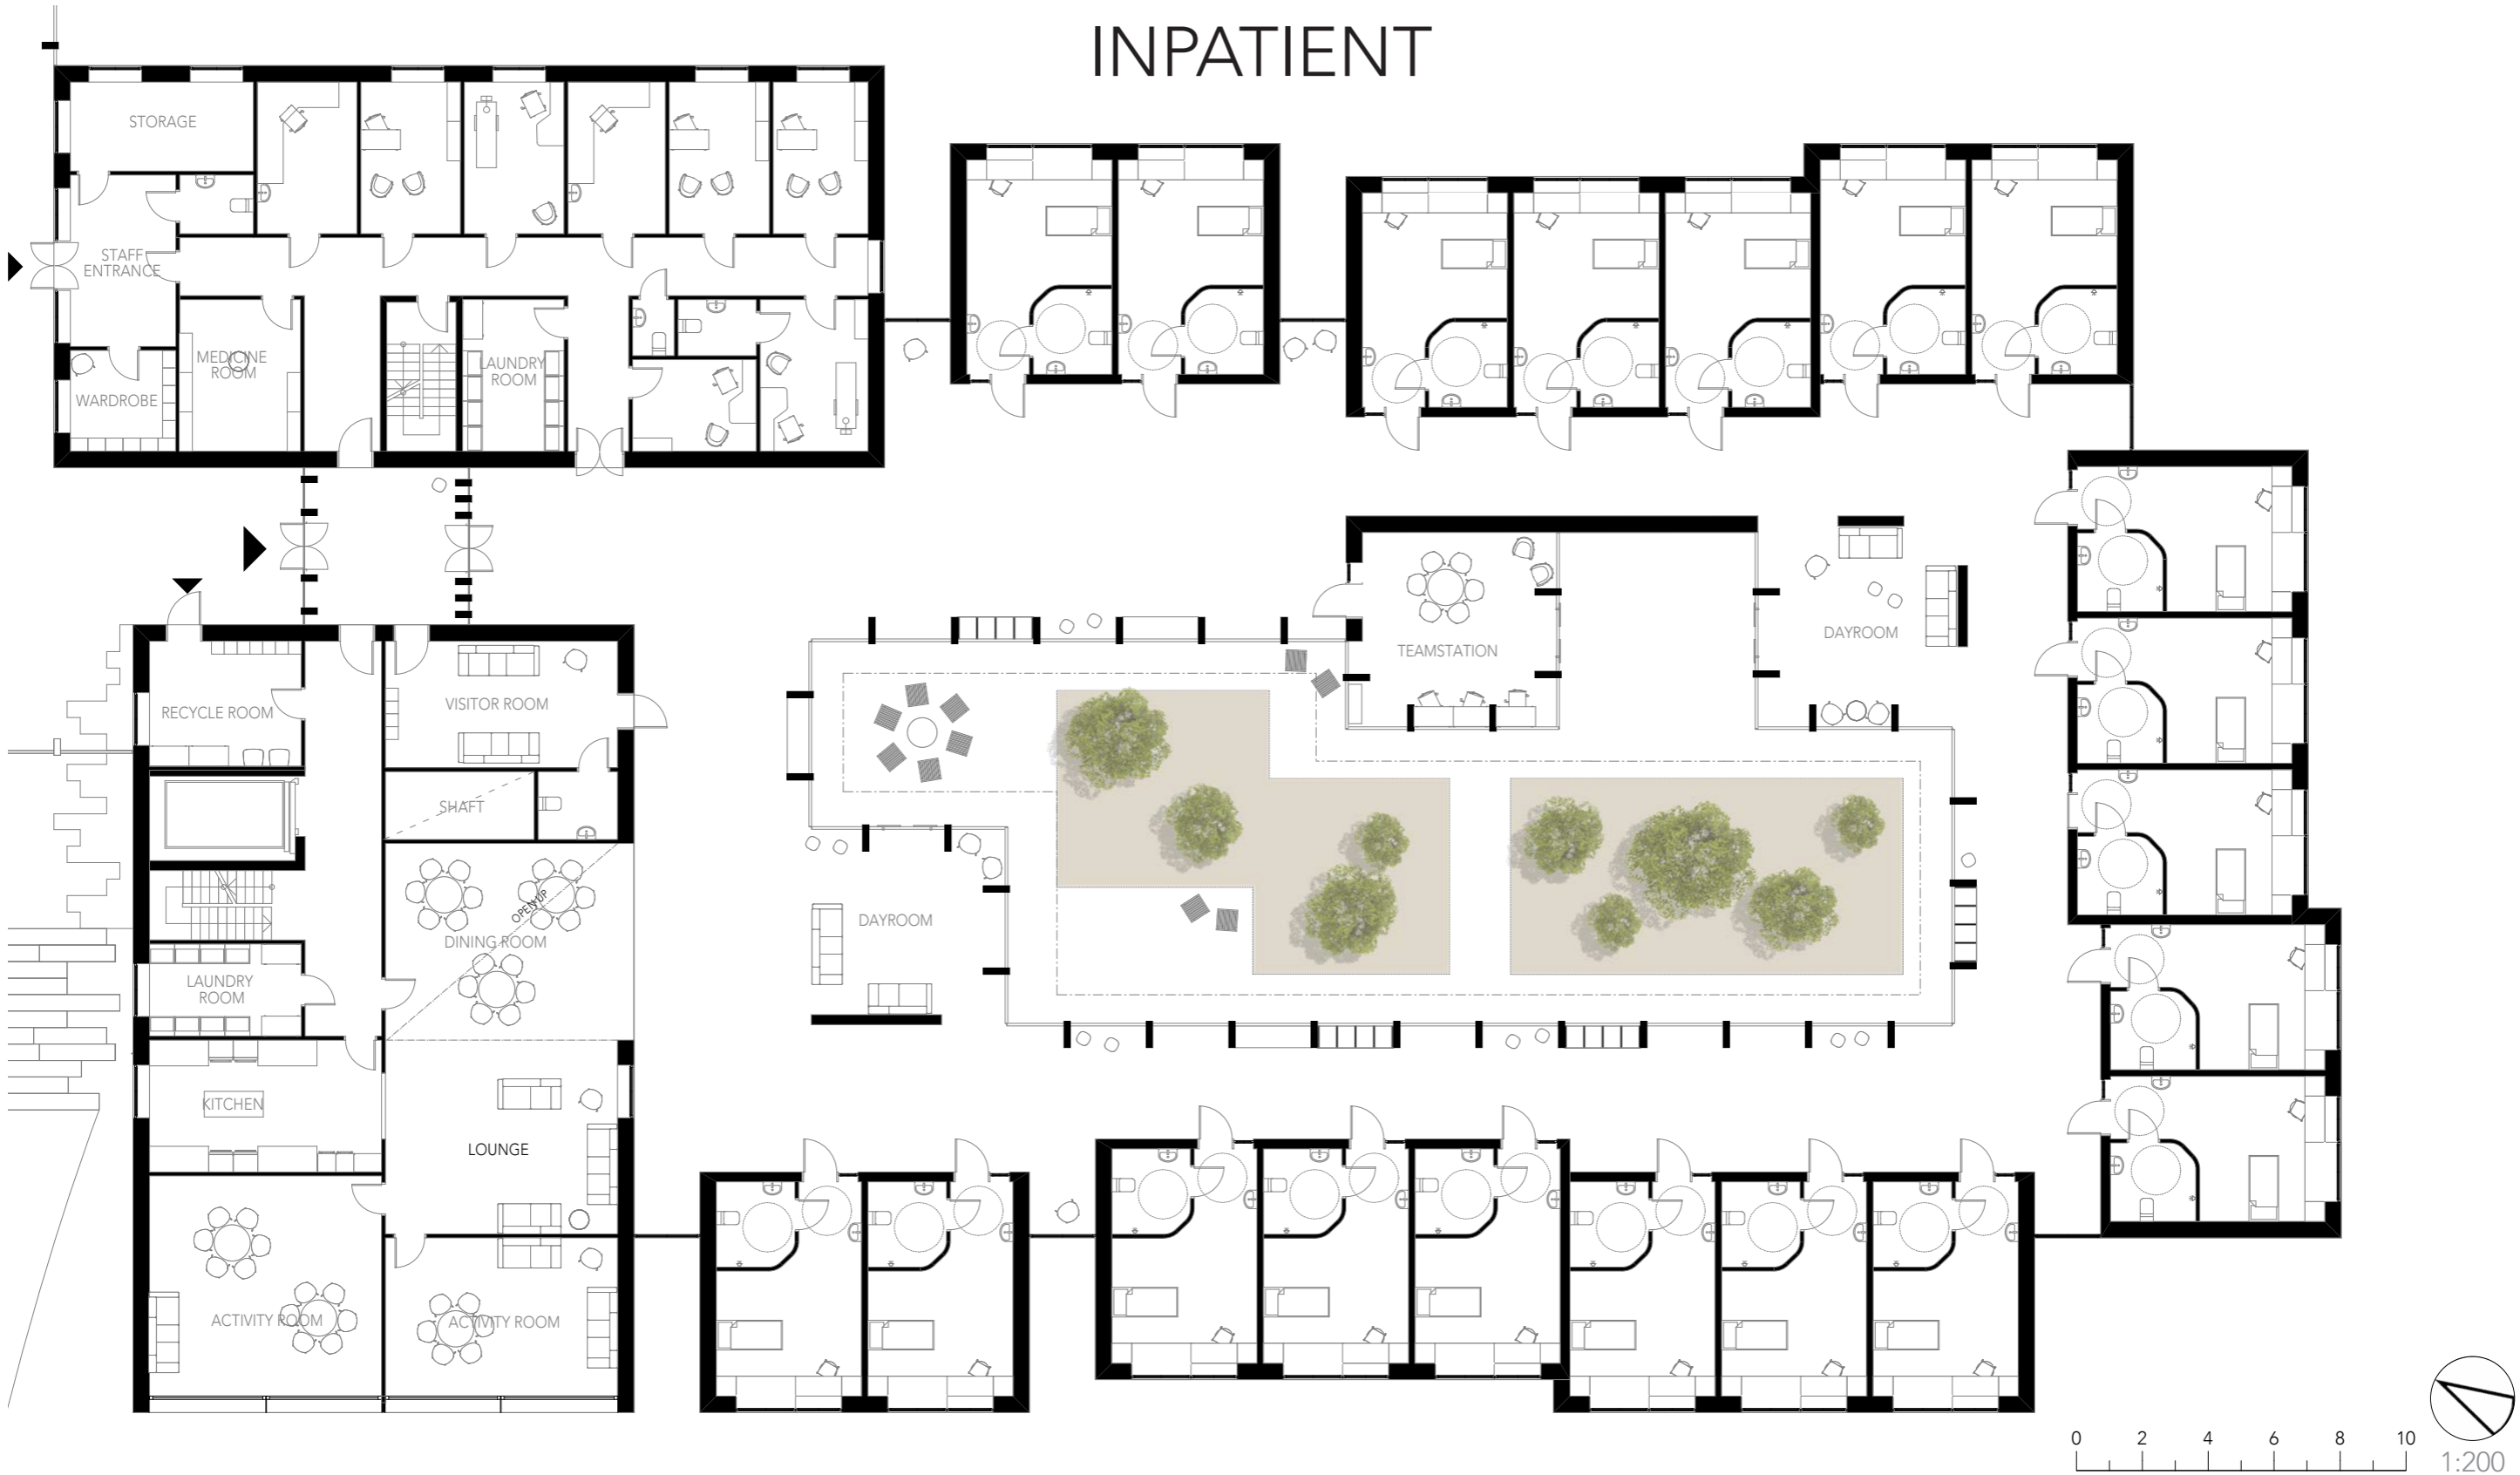 INPATIENT
STORAGE
STAFF
ENTRANCE
MEDICINE
ROOM
LAUNDRY
ROOM
WARDROBE
TEAMSTATION
DAYROOM
RECYCLE ROOM
VISITOR ROOM
SHAFT
OPEN UP
DINING ROOM
DAYROOM
LAUNDRY
ROOM
KITCHEN
LOUNGE
ACTIVITY ROOM
ACTIVITY ROOM
0 2 4 6 8 10
1:200